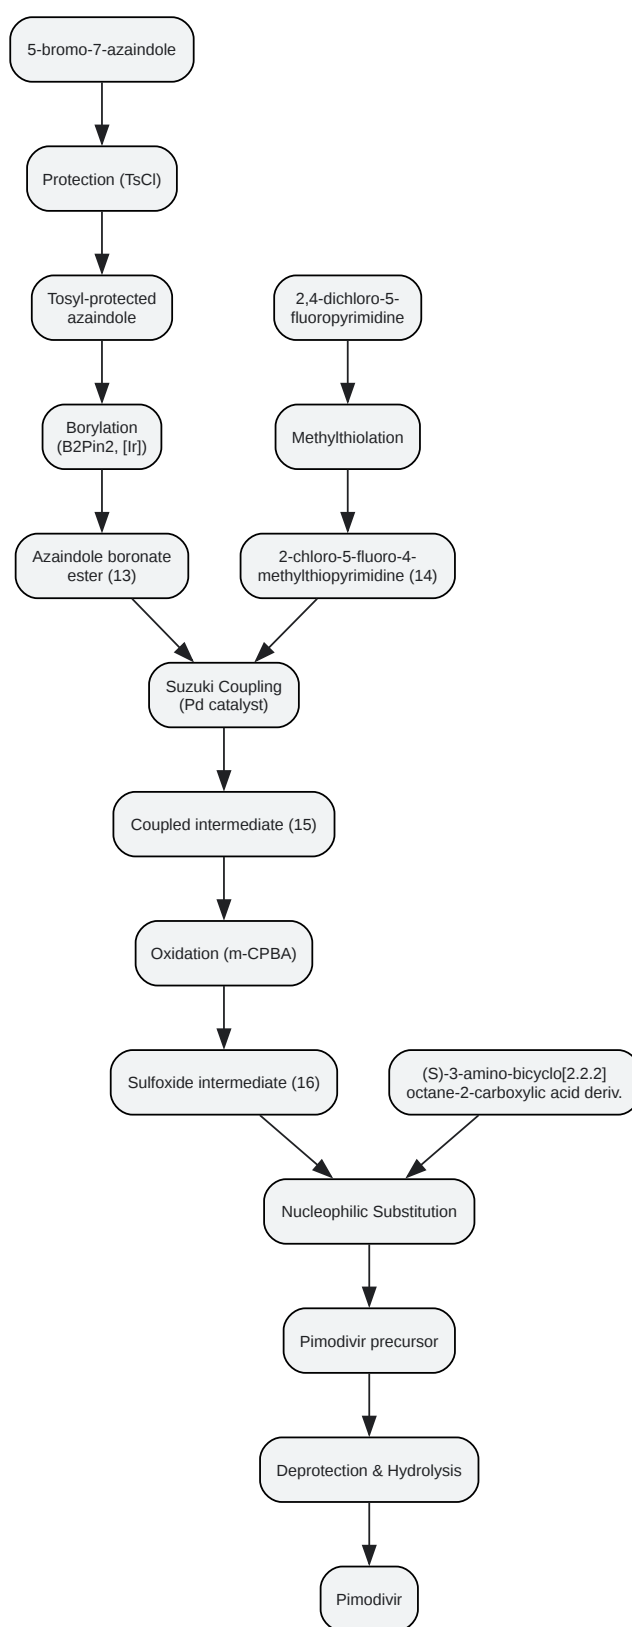 5-bromo-7-azaindole
Protection (TsCl)
Tosyl-protected
azaindole
2,4-dichloro-5-
fluoropyrimidine
Borylation
(B2Pin2, [Ir])
Methylthiolation
Azaindole boronate
ester (13)
2-chloro-5-fluoro-4-
methylthiopyrimidine (14)
Suzuki Coupling
(Pd catalyst)
Coupled intermediate (15)
Oxidation (m-CPBA)
Sulfoxide intermediate (16)
(S)-3-amino-bicyclo[2.2.2]
octane-2-carboxylic acid deriv.
Nucleophilic Substitution
Pimodivir precursor
Deprotection & Hydrolysis
Pimodivir